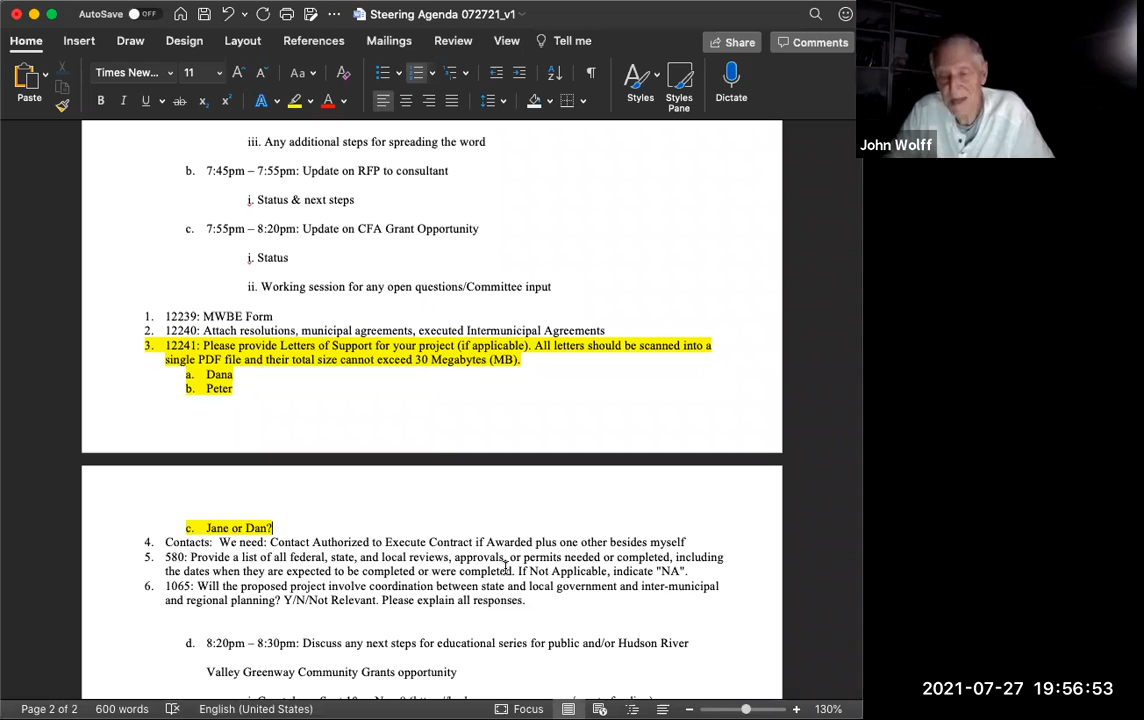 AutoSave OFF ... Steering Agenda 072721_v1
Home Insert Draw Design Layout References Mailings Review View Tell me Share Comments
Paste Times New... 11 Aa Styles Styles Pane Dictate
B I U ab x₂ x² A A
John Wolff
iii. Any additional steps for spreading the word
b. 7:45pm – 7:55pm: Update on RFP to consultant
i. Status & next steps
c. 7:55pm – 8:20pm: Update on CFA Grant Opportunity
i. Status
ii. Working session for any open questions/Committee input
1. 12239: MWBE Form
2. 12240: Attach resolutions, municipal agreements, executed Intermunicipal Agreements
3. 12241: Please provide Letters of Support for your project (if applicable). All letters should be scanned into a
single PDF file and their total size cannot exceed 30 Megabytes (MB).
a. Dana
b. Peter
c. Jane or Dan?
4. Contacts: We need: Contact Authorized to Execute Contract if Awarded plus one other besides myself
5. 580: Provide a list of all federal, state, and local reviews, approvals, or permits needed or completed, including
the dates when they are expected to be completed or were completed. If Not Applicable, indicate "NA".
6. 1065: Will the proposed project involve coordination between state and local government and inter-municipal
and regional planning? Y/N/Not Relevant. Please explain all responses.
d. 8:20pm – 8:30pm: Discuss any next steps for educational series for public and/or Hudson River
Valley Greenway Community Grants opportunity
Page 2 of 2 600 words English (United States) Focus 130%
2021-07-27 19:56:53